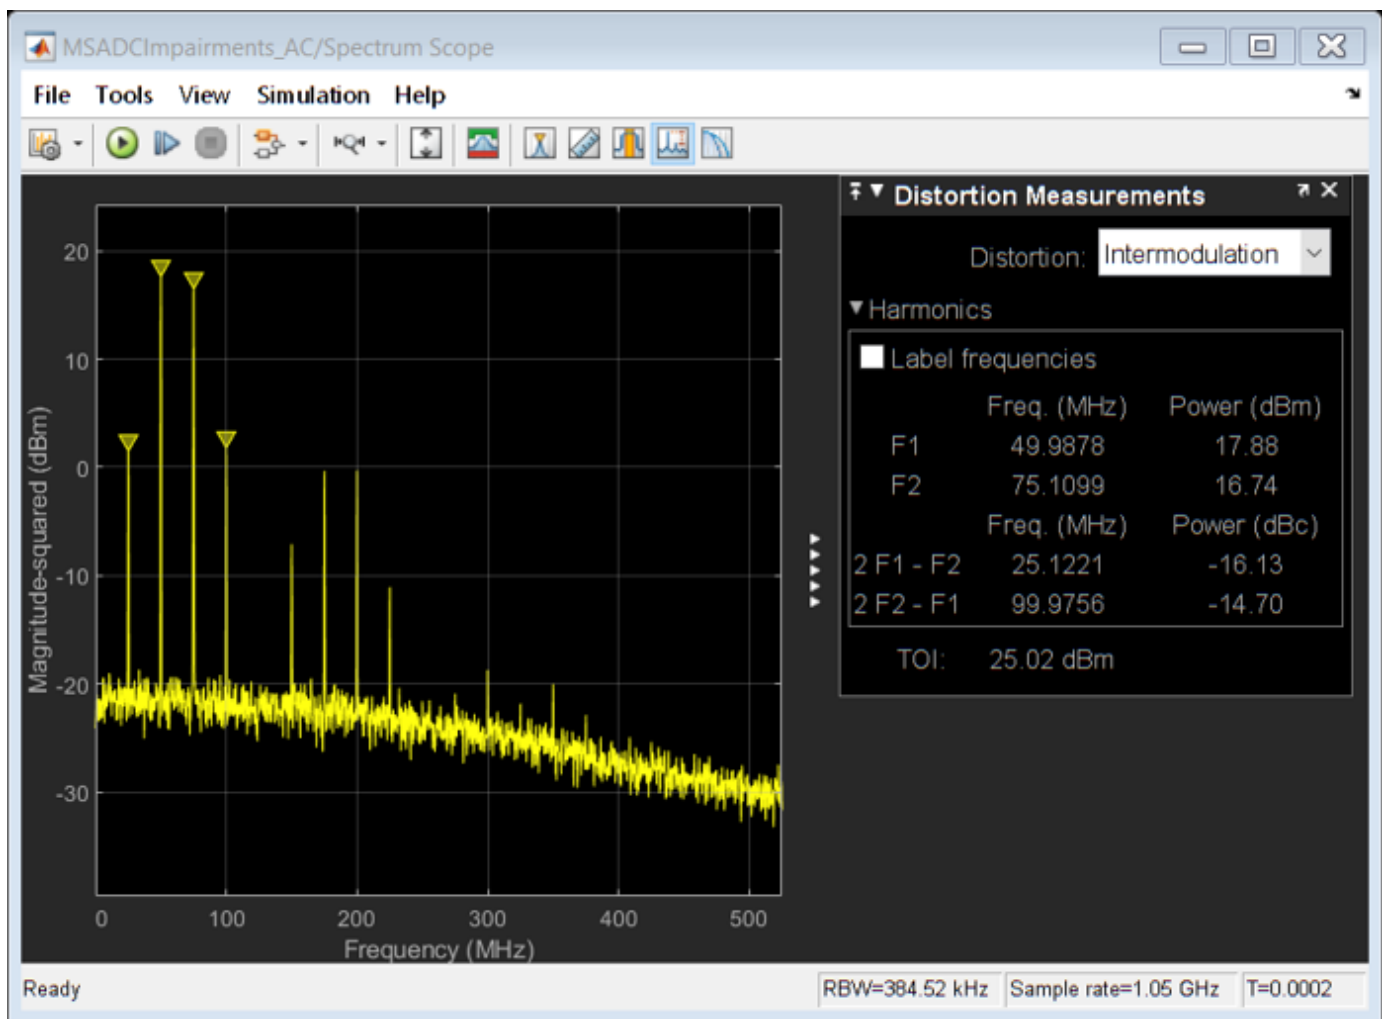 MSADCImpairments_AC/Spectrum Scope
File Tools View Simulation Help
Distortion Measurements
Distortion: Intermodulation
Harmonics
Label frequencies
Freq. (MHz) Power (dBm)
F1 49.9878 17.88
F2 75.1099 16.74
Freq. (MHz) Power (dBc)
2 F1 - F2 25.1221 -16.13
2 F2 - F1 99.9756 -14.70
TOI: 25.02 dBm
Magnitude-squared (dBm)
20
10
0
-10
-20
-30
0 100 200 300 400 500
Frequency (MHz)
Ready RBW=384.52 kHz Sample rate=1.05 GHz T=0.0002